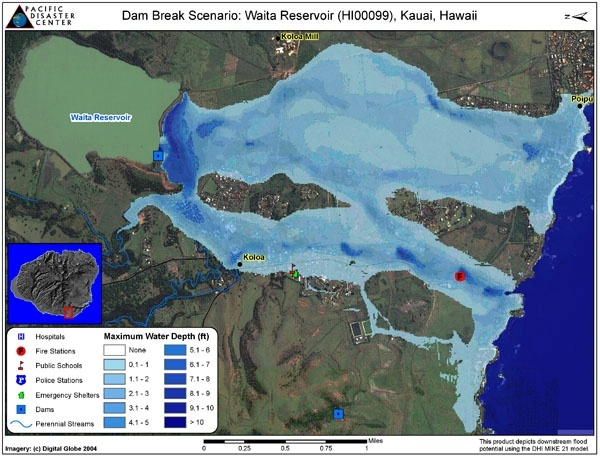 PACIFIC
DISASTER
CENTER
Dam Break Scenario: Waita Reservoir (HI00099), Kauai, Hawaii
N
Koloa Mill
Waita Reservoir
Poipu
Koloa
F
H Hospitals
F Fire Stations
Public Schools
P Police Stations
Emergency Shelters
Dams
Perennial Streams
Maximum Water Depth (ft)
None
0.1 - 1
1.1 - 2
2.1 - 3
3.1 - 4
4.1 - 5
5.1 - 6
6.1 - 7
7.1 - 8
8.1 - 9
9.1 - 10
> 10
Imagery: (c) Digital Globe 2004
0 0.5 1
Miles
This product depicts downstream flood
potential using the DHI MIKE 21 model.